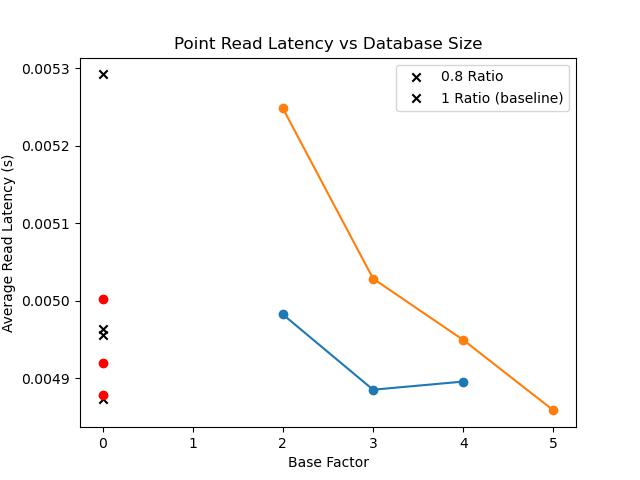 Point Read Latency vs Database Size
0.8 Ratio
1 Ratio (baseline)
Average Read Latency (s)
0.0053
0.0052
0.0051
0.0050
0.0049
0 1 2 3 4 5
Base Factor